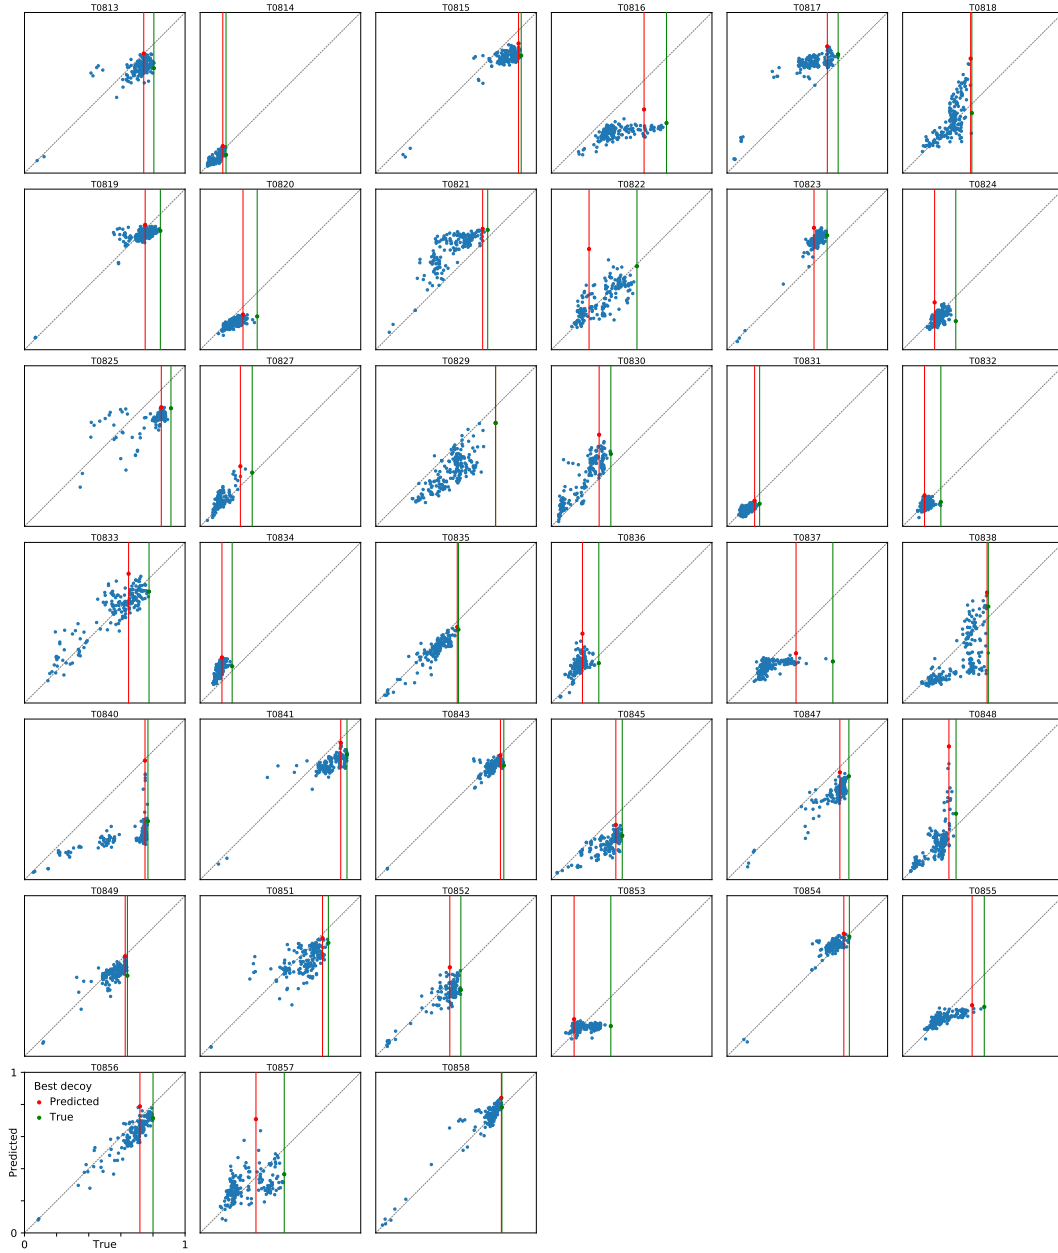 T0813 T0814 T0815 T0816 T0817 T0818
T0819 T0820 T0821 T0822 T0823 T0824
T0825 T0827 T0829 T0830 T0831 T0832
T0833 T0834 T0835 T0836 T0837 T0838
T0840 T0841 T0843 T0845 T0847 T0848
T0849 T0851 T0852 T0853 T0854 T0855
T0856 T0857 T0858
1
Best decoy
Predicted
True
Predicted
0
0 True 1